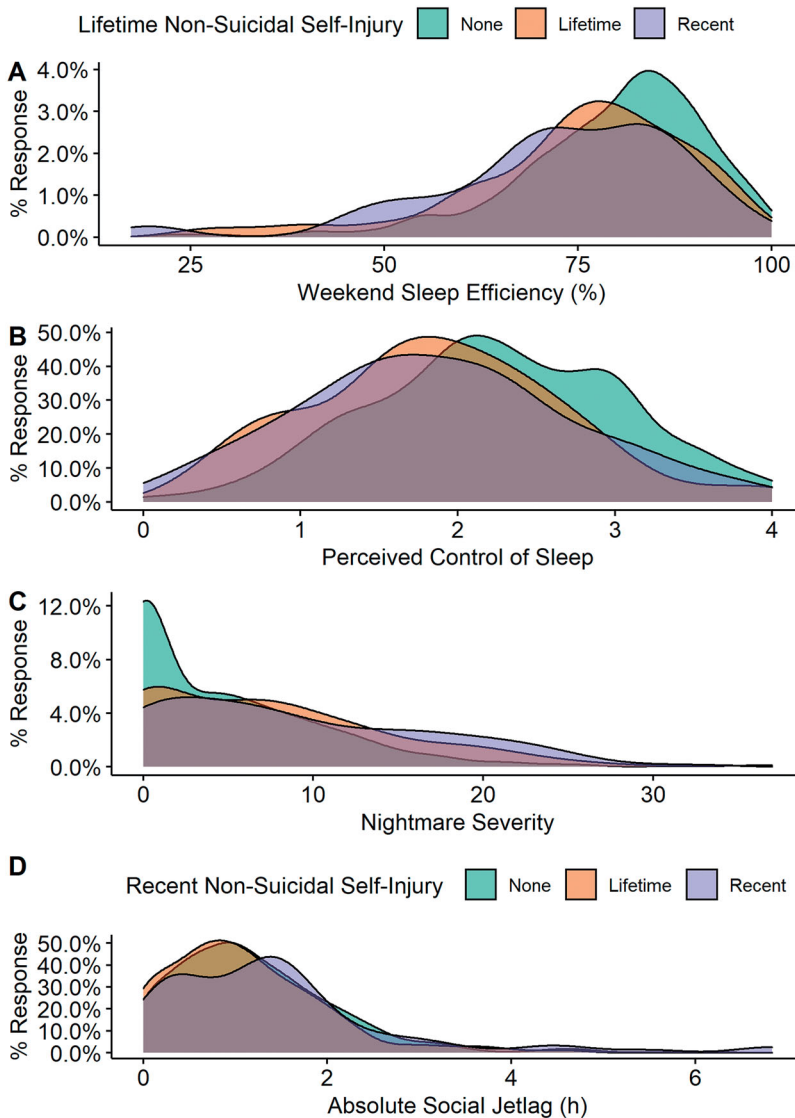 Lifetime Non-Suicidal Self-Injury None Lifetime Recent
A
% Response
4.0%
3.0%
2.0%
1.0%
0.0%
25 50 75 100
Weekend Sleep Efficiency (%)
B
% Response
50.0%
40.0%
30.0%
20.0%
10.0%
0.0%
0 1 2 3 4
Perceived Control of Sleep
C
% Response
12.0%
8.0%
4.0%
0.0%
0 10 20 30
Nightmare Severity
D
Recent Non-Suicidal Self-Injury None Lifetime Recent
% Response
50.0%
40.0%
30.0%
20.0%
10.0%
0.0%
0 2 4 6
Absolute Social Jetlag (h)